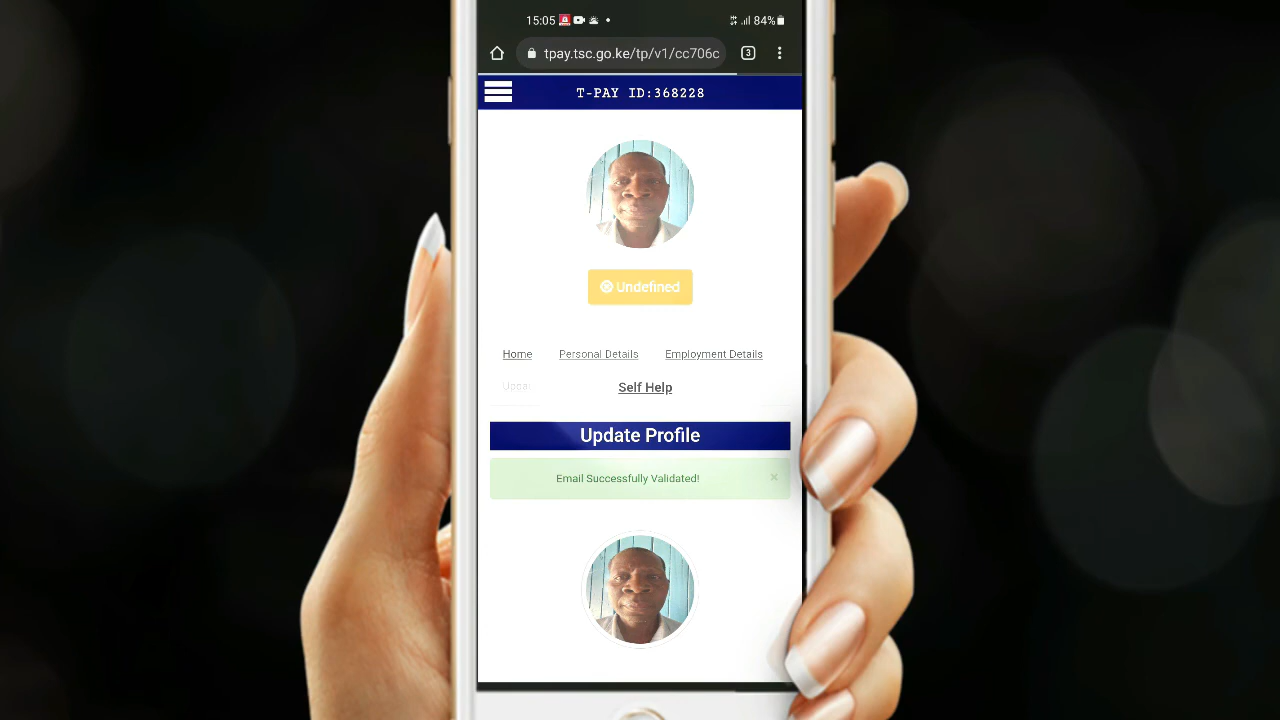 15:05
84%
tpay.tsc.go.ke/tp/v1/cc706c
3
T-PAY ID:368228
Undefined
Home Personal Details Employment Details
Self Help
Update Profile
Email Successfully Validated!
×